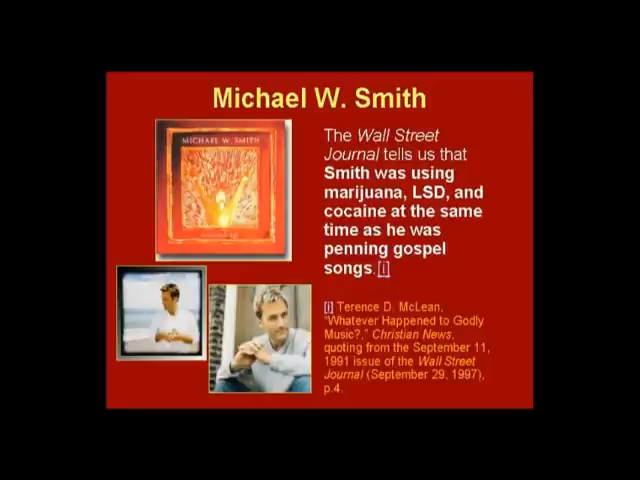 Michael W. Smith
MICHAEL W. SMITH
The Wall Street
Journal tells us that
Smith was using
marijuana, LSD, and
cocaine at the same
time as he was
penning gospel
songs.[i]
[i] Terence D. McLean,
“Whatever Happened to Godly
Music?,” Christian News,
quoting from the September 11,
1991 issue of the Wall Street
Journal (September 29, 1997),
p.4.